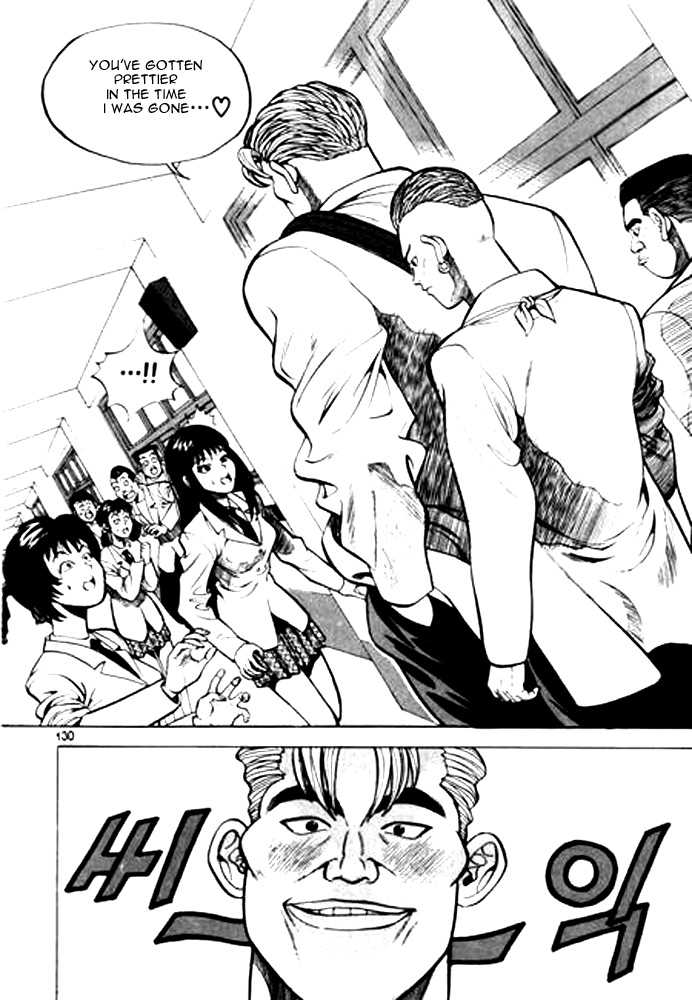 YOU'VE GOTTEN
PRETTIER
IN THE TIME
I WAS GONE...♡
...!!
130
씨익